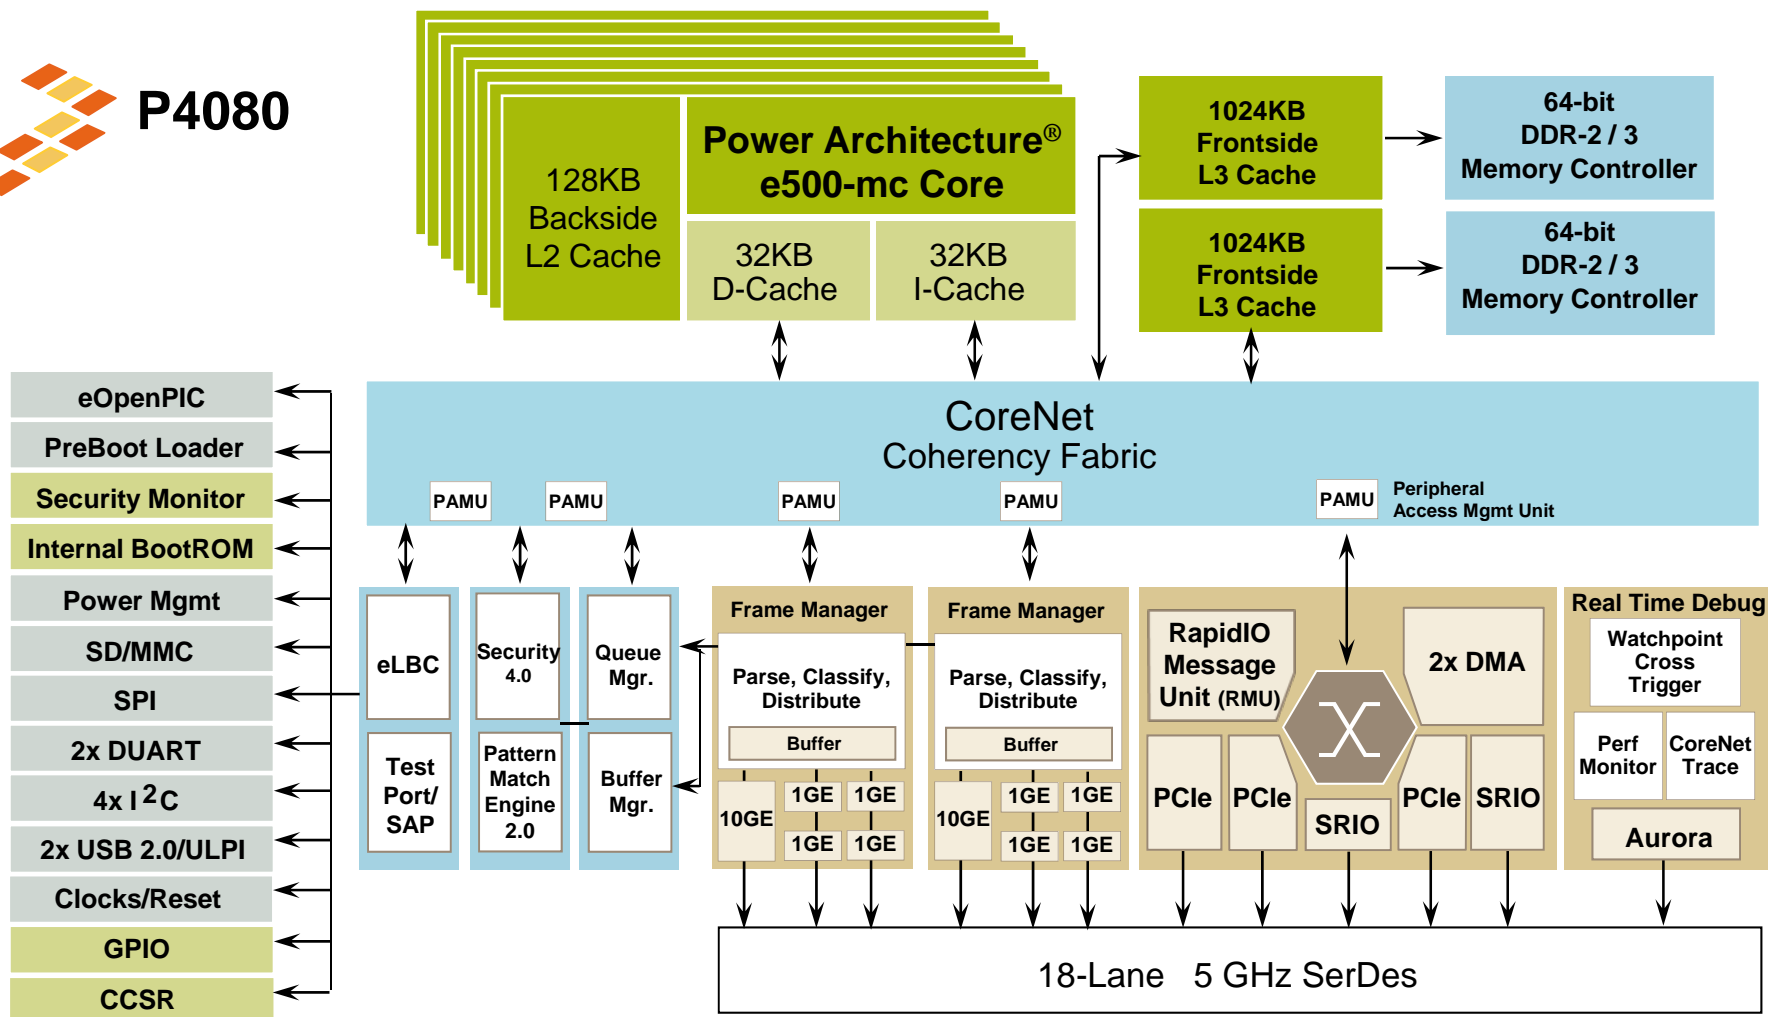 P4080
128KB
Backside
L2 Cache
Power Architecture®
e500-mc Core
32KB
D-Cache
32KB
I-Cache
1024KB
Frontside
L3 Cache
64-bit
DDR-2 / 3
Memory Controller
1024KB
Frontside
L3 Cache
64-bit
DDR-2 / 3
Memory Controller
eOpenPIC
PreBoot Loader
Security Monitor
Internal BootROM
Power Mgmt
SD/MMC
SPI
2x DUART
4x I 2C
2x USB 2.0/ULPI
Clocks/Reset
GPIO
CCSR
CoreNet
Coherency Fabric
PAMU
PAMU
PAMU
PAMU
PAMU
Peripheral
Access Mgmt Unit
eLBC
Test
Port/
SAP
Security
4.0
Pattern
Match
Engine
2.0
Queue
Mgr.
Buffer
Mgr.
Frame Manager
Parse, Classify,
Distribute
Buffer
10GE
1GE
1GE
1GE
1GE
Frame Manager
Parse, Classify,
Distribute
Buffer
10GE
1GE
1GE
1GE
1GE
RapidIO
Message
Unit (RMU)
2x DMA
PCIe
PCIe
SRIO
PCIe
SRIO
Real Time Debug
Watchpoint
Cross
Trigger
Perf
Monitor
CoreNet
Trace
Aurora
18-Lane 5 GHz SerDes